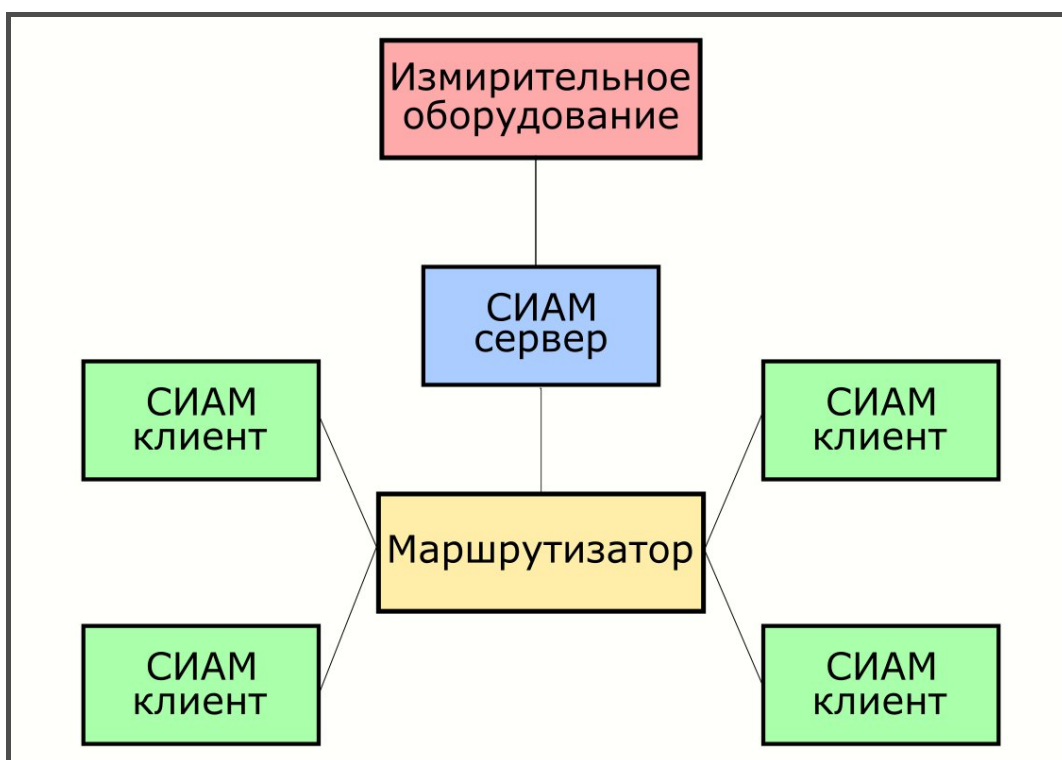 Измирительное
оборудование
СИАМ
сервер
СИАМ
клиент
СИАМ
клиент
Маршрутизатор
СИАМ
клиент
СИАМ
клиент